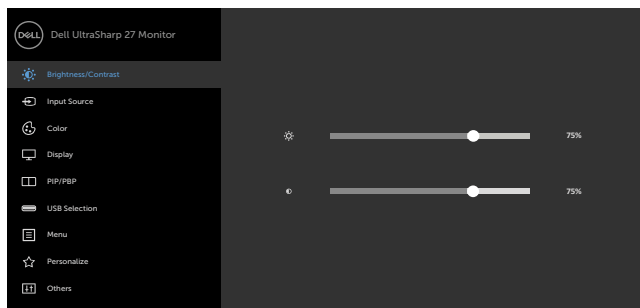 DELL
Dell UltraSharp 27 Monitor
Brightness/Contrast
Input Source
Color
Display
PIP/PBP
USB Selection
Menu
Personalize
Others
75%
75%